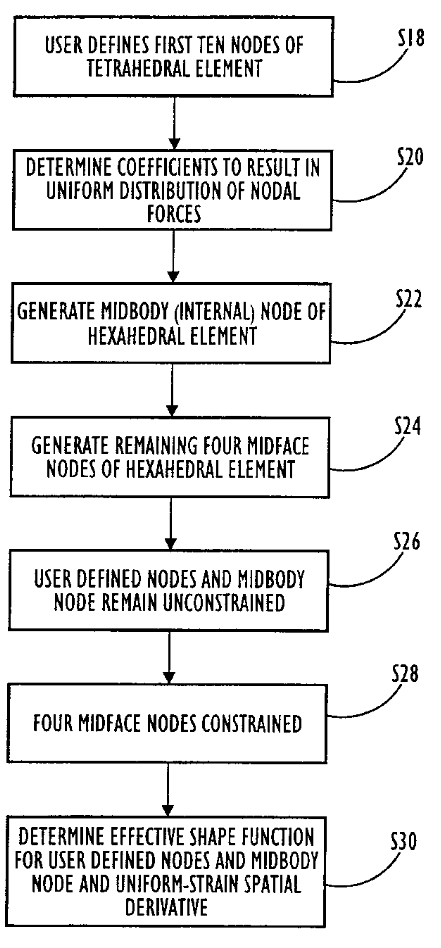 USER DEFINES FIRST TEN NODES OF
TETRAHEDRAL ELEMENT
S18
DETERMINE COEFFICIENTS TO RESULT IN
UNIFORM DISTRIBUTION OF NODAL
FORCES
S20
GENERATE MIDBODY (INTERNAL) NODE OF
HEXAHEDRAL ELEMENT
S22
GENERATE REMAINING FOUR MIDFACE
NODES OF HEXAHEDRAL ELEMENT
S24
USER DEFINED NODES AND MIDBODY
NODE REMAIN UNCONSTRAINED
S26
FOUR MIDFACE NODES CONSTRAINED
S28
DETERMINE EFFECTIVE SHAPE FUNCTION
FOR USER DEFINED NODES AND MIDBODY
NODE AND UNIFORM-STRAIN SPATIAL
DERIVATIVE
S30